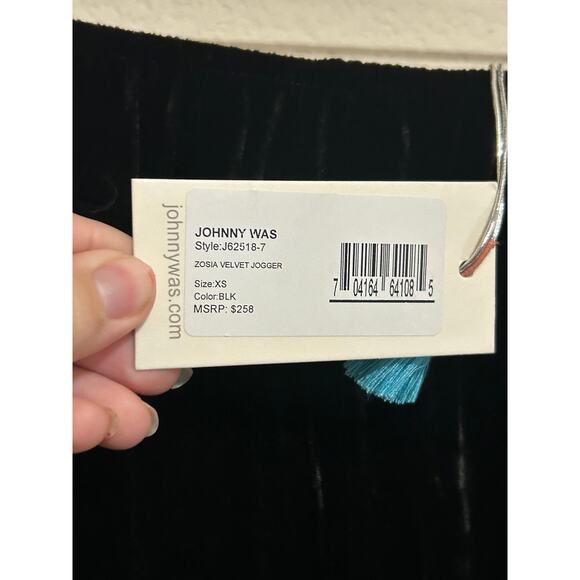 johnnywas.com
JOHNNY WAS
Style:J62518-7
ZOSIA VELVET JOGGER
Size:XS
Color:BLK
MSRP: $258
7 04164 64108 5